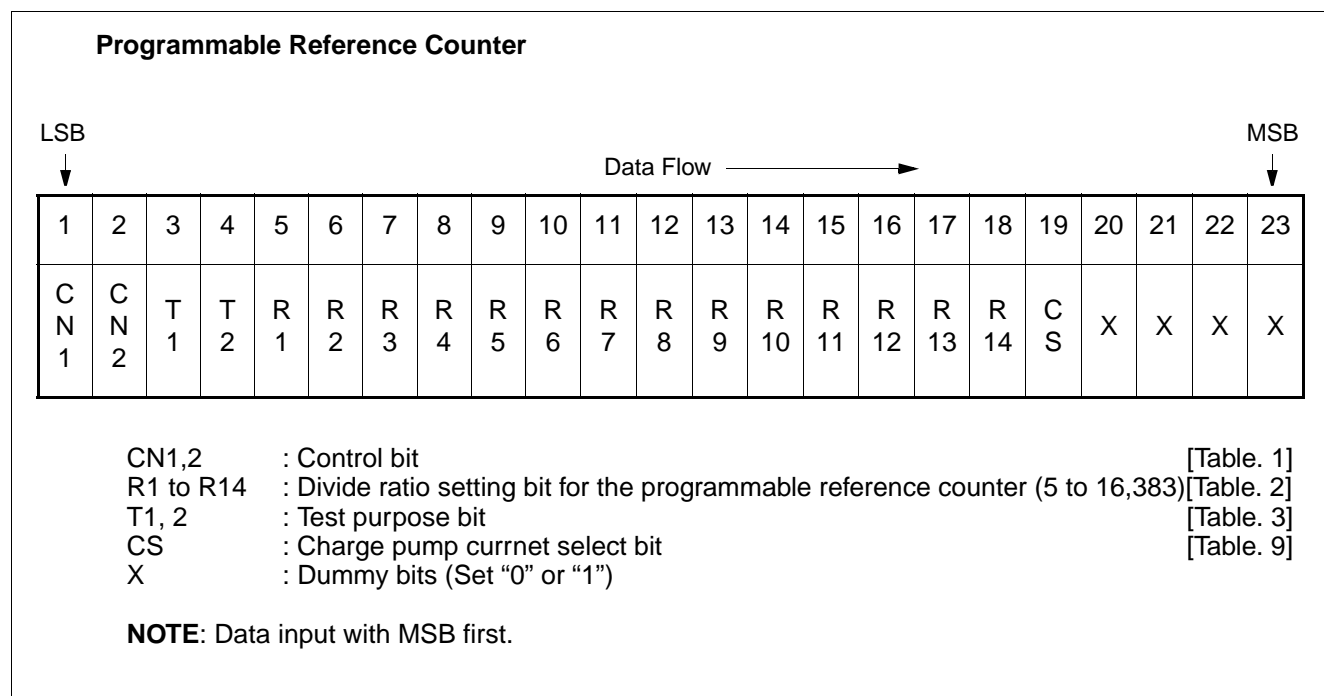 Programmable Reference Counter
LSB MSB
Data Flow
1 2 3 4 5 6 7 8 9 10 11 12 13 14 15 16 17 18 19 20 21 22 23
CN1 CN2 T1 T2 R1 R2 R3 R4 R5 R6 R7 R8 R9 R10 R11 R12 R13 R14 CS X X X X
CN1,2 : Control bit [Table. 1]
R1 to R14 : Divide ratio setting bit for the programmable reference counter (5 to 16,383)[Table. 2]
T1, 2 : Test purpose bit [Table. 3]
CS : Charge pump currnet select bit [Table. 9]
X : Dummy bits (Set “0” or “1”)
NOTE: Data input with MSB first.